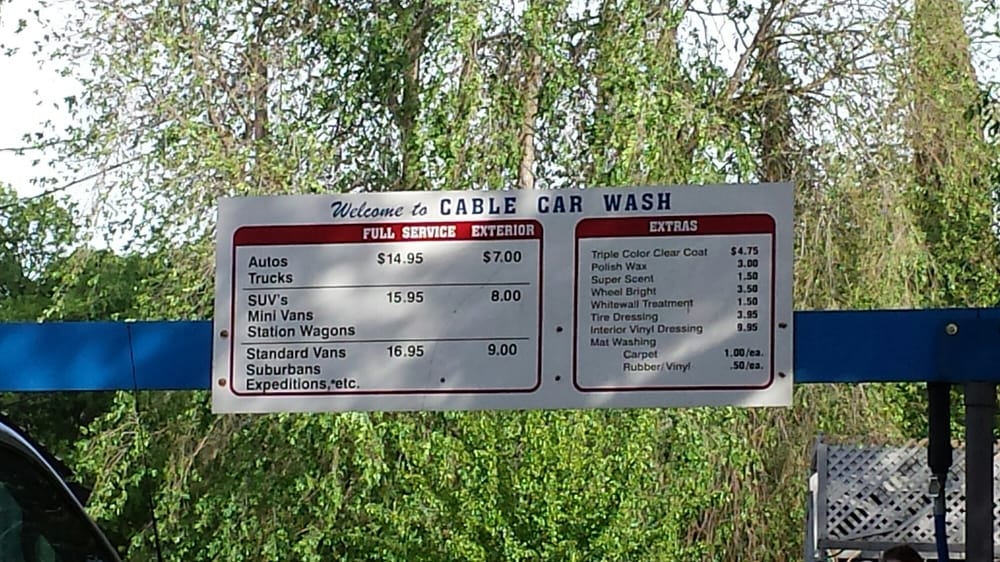 Welcome to CABLE CAR WASH
FULL SERVICE EXTERIOR
Autos $14.95 $7.00
Trucks
SUV's 15.95 8.00
Mini Vans
Station Wagons
Standard Vans 16.95 9.00
Suburbans
Expeditions, etc.
EXTRAS
Triple Color Clear Coat $4.75
Polish Wax 3.00
Super Scent 1.50
Wheel Bright 3.50
Whitewall Treatment 1.50
Tire Dressing 3.95
Interior Vinyl Dressing 9.95
Mat Washing
Carpet 1.00/ea.
Rubber/Vinyl .50/ea.